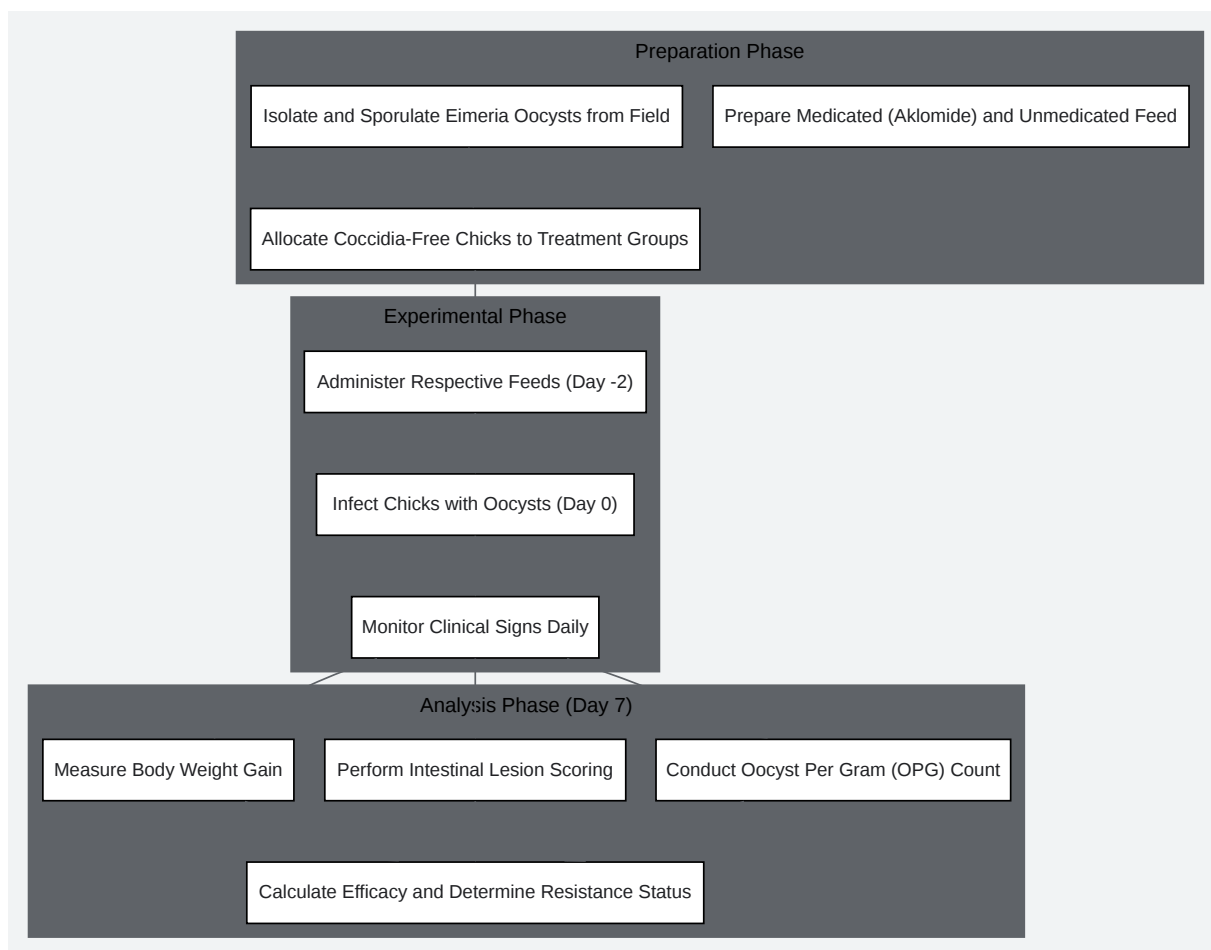 Preparation Phase
Isolate and Sporulate Eimeria Oocysts from Field
Prepare Medicated (Aklomide) and Unmedicated Feed
Allocate Coccidia-Free Chicks to Treatment Groups
Experimental Phase
Administer Respective Feeds (Day -2)
Infect Chicks with Oocysts (Day 0)
Monitor Clinical Signs Daily
Analysis Phase (Day 7)
Measure Body Weight Gain
Perform Intestinal Lesion Scoring
Conduct Oocyst Per Gram (OPG) Count
Calculate Efficacy and Determine Resistance Status